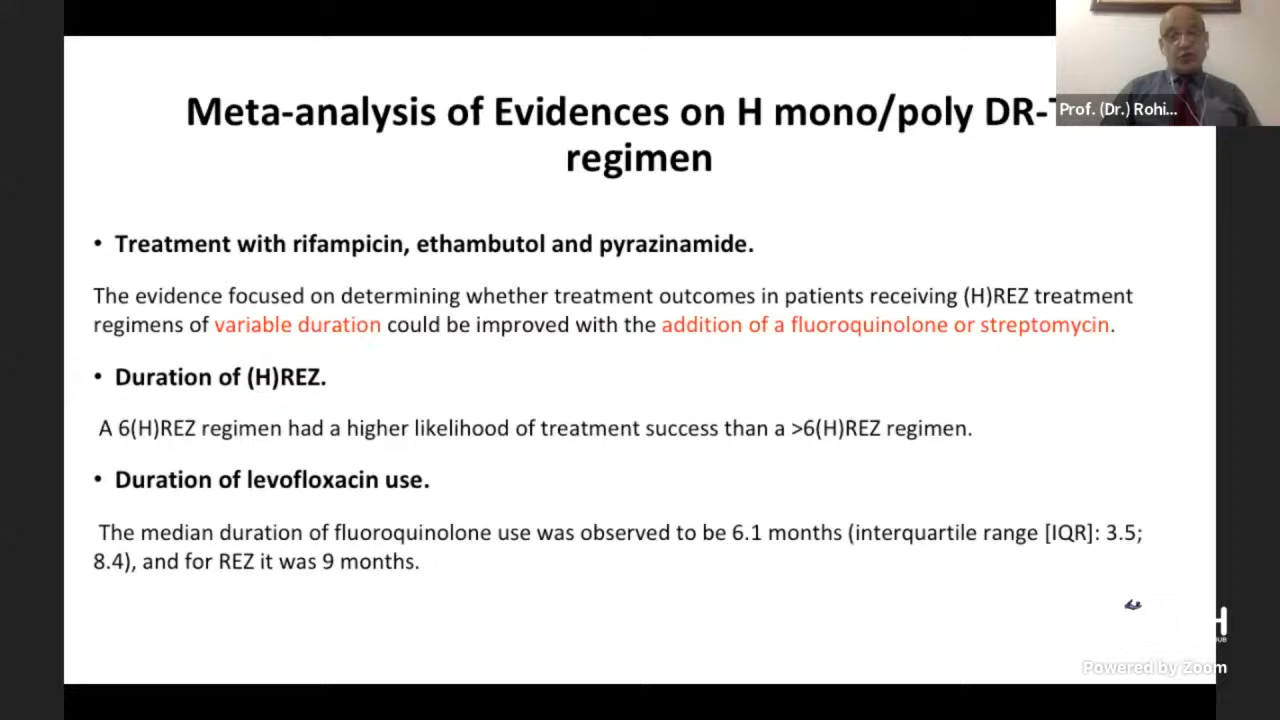 Meta-analysis of Evidences on H mono/poly DR-
regimen
Prof. (Dr.) Rohi...
• Treatment with rifampicin, ethambutol and pyrazinamide.
The evidence focused on determining whether treatment outcomes in patients receiving (H)REZ treatment
regimens of variable duration could be improved with the addition of a fluoroquinolone or streptomycin.
• Duration of (H)REZ.
A 6(H)REZ regimen had a higher likelihood of treatment success than a >6(H)REZ regimen.
• Duration of levofloxacin use.
The median duration of fluoroquinolone use was observed to be 6.1 months (interquartile range [IQR]: 3.5;
8.4), and for REZ it was 9 months.
H
Powered by Zoom